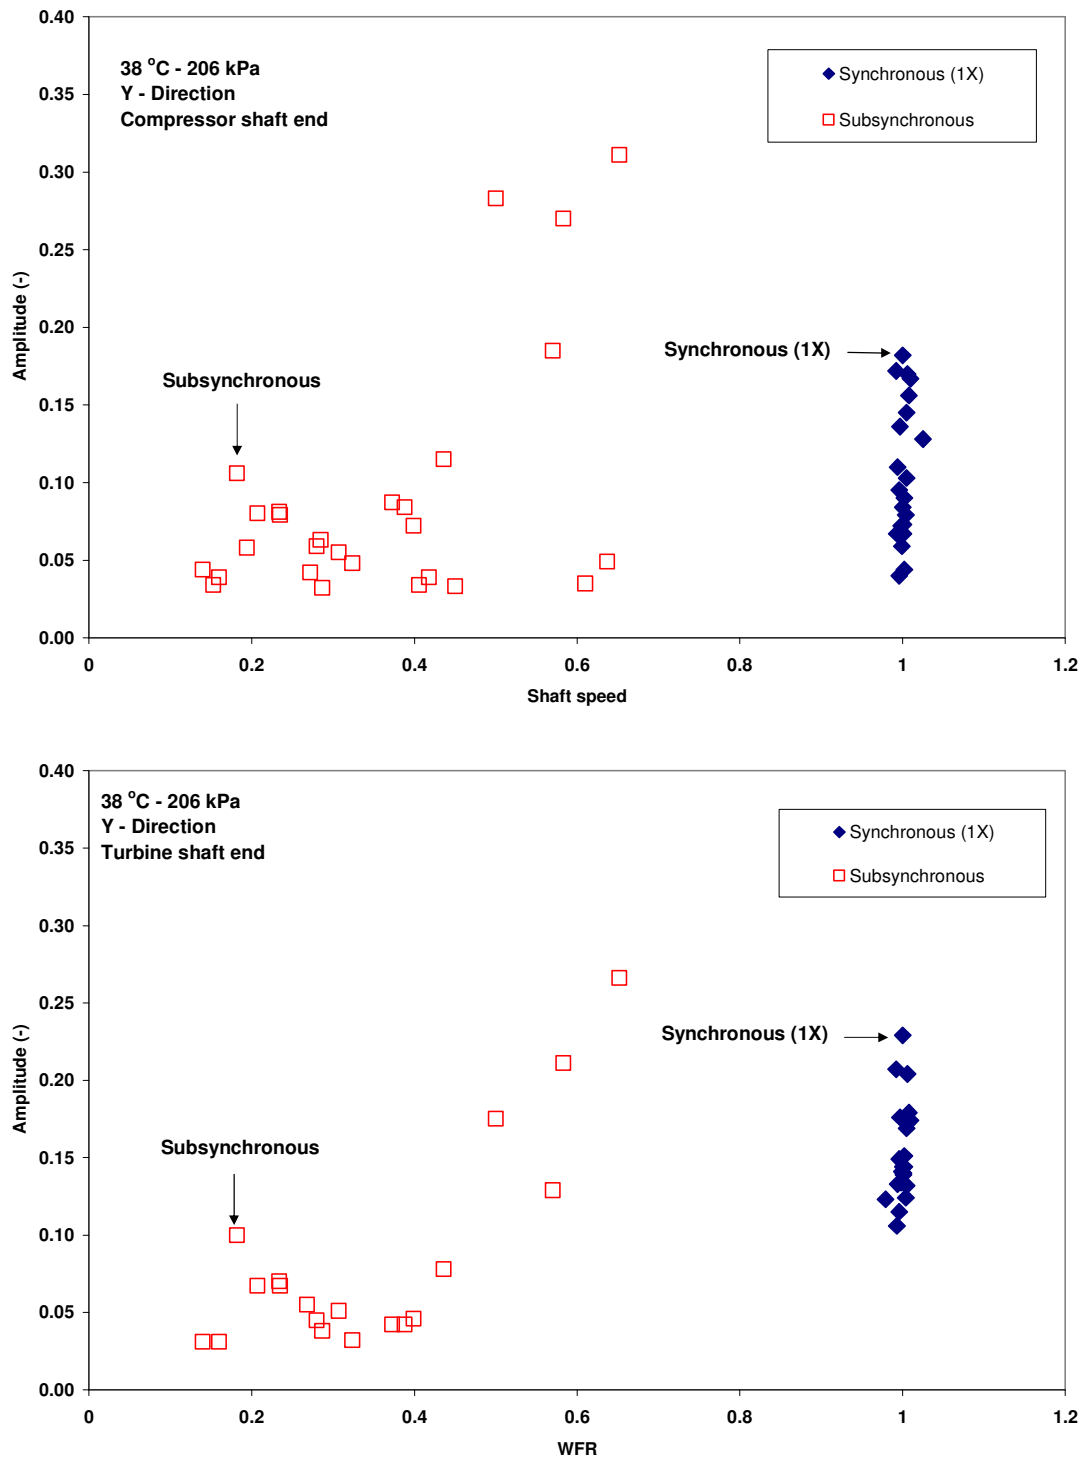 0.40
0.35
0.30
0.25
0.20
0.15
0.10
0.05
0.00
Amplitude (-)
38 °C - 206 kPa
Y - Direction
Compressor shaft end
Synchronous (1X)
Subsynchronous
Synchronous (1X)
Subsynchronous
0 0.2 0.4 0.6 0.8 1 1.2
Shaft speed
0.40
0.35
0.30
0.25
0.20
0.15
0.10
0.05
0.00
Amplitude (-)
38 °C - 206 kPa
Y - Direction
Turbine shaft end
Synchronous (1X)
Subsynchronous
Synchronous (1X)
Subsynchronous
0 0.2 0.4 0.6 0.8 1 1.2
WFR